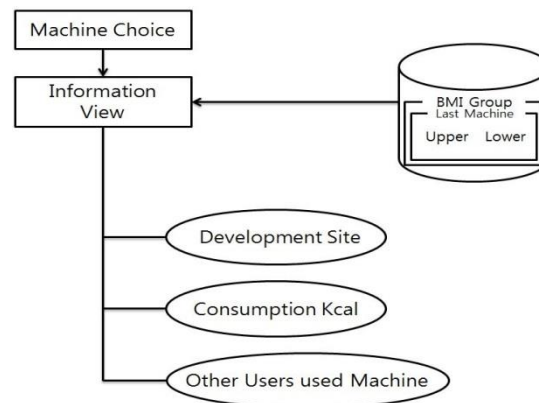 Machine Choice
Information
View
BMI Group
Last Machine
Upper Lower
Development Site
Consumption Kcal
Other Users used Machine